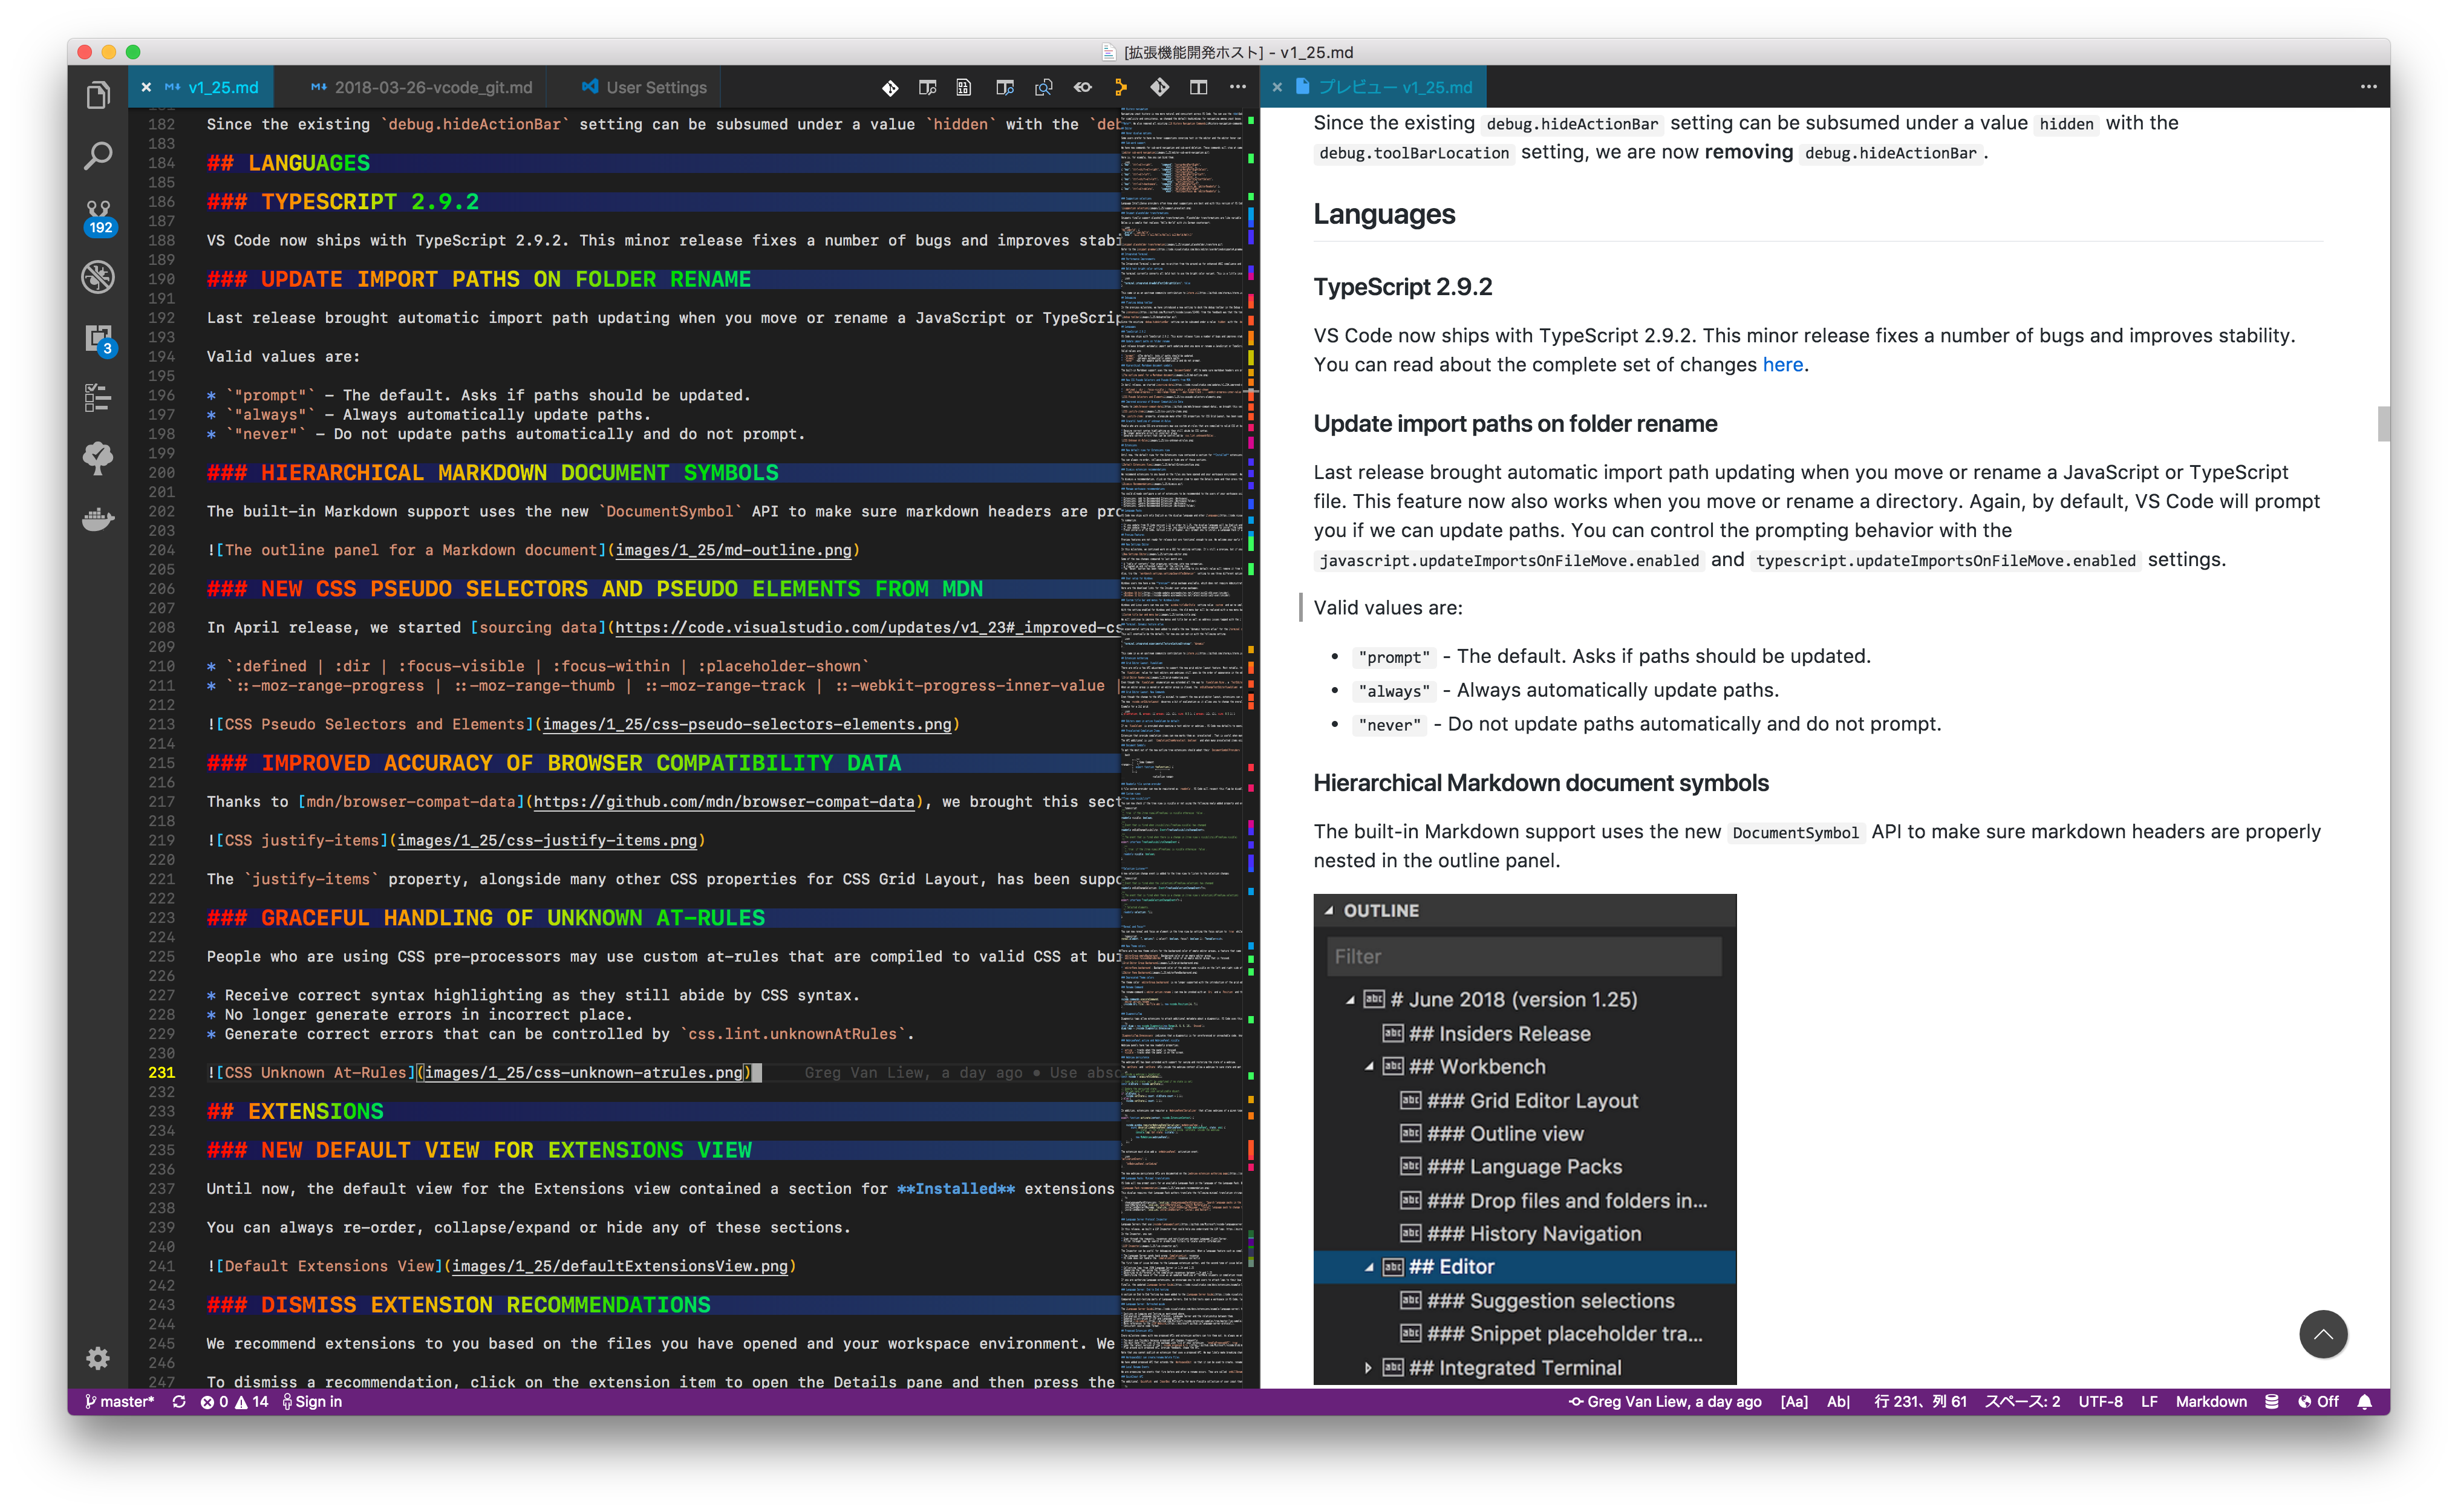 [拡張機能開発ホスト] - v1_25.md
v1_25.md
2018-03-26-vcode_git.md
User Settings
182 Since the existing `debug.hideActionBar` setting can be subsumed under a value `hidden` with the `deb
183
184 ## LANGUAGES
185
186 ### TYPESCRIPT 2.9.2
187
188 VS Code now ships with TypeScript 2.9.2. This minor release fixes a number of bugs and improves stabi
189
190 ### UPDATE IMPORT PATHS ON FOLDER RENAME
191
192 Last release brought automatic import path updating when you move or rename a JavaScript or TypeScrip
193
194 Valid values are:
195
196 * `"prompt"` - The default. Asks if paths should be updated.
197 * `"always"` - Always automatically update paths.
198 * `"never"` - Do not update paths automatically and do not prompt.
199
200 ### HIERARCHICAL MARKDOWN DOCUMENT SYMBOLS
201
202 The built-in Markdown support uses the new `DocumentSymbol` API to make sure markdown headers are pro
203
204 ![The outline panel for a Markdown document](images/1_25/md-outline.png)
205
206 ### NEW CSS PSEUDO SELECTORS AND PSEUDO ELEMENTS FROM MDN
207
208 In April release, we started [sourcing data](https://code.visualstudio.com/updates/v1_23#_improved-cs
209
210 * `:defined | :dir | :focus-visible | :focus-within | :placeholder-shown`
211 * `::-moz-range-progress | ::-moz-range-thumb | ::-moz-range-track | ::-webkit-progress-inner-value |
212
213 ![CSS Pseudo Selectors and Elements](images/1_25/css-pseudo-selectors-elements.png)
214
215 ### IMPROVED ACCURACY OF BROWSER COMPATIBILITY DATA
216
217 Thanks to [mdn/browser-compat-data](https://github.com/mdn/browser-compat-data), we brought this sect
218
219 ![CSS justify-items](images/1_25/css-justify-items.png)
220
221 The `justify-items` property, alongside many other CSS properties for CSS Grid Layout, has been suppo
222
223 ### GRACEFUL HANDLING OF UNKNOWN AT-RULES
224
225 People who are using CSS pre-processors may use custom at-rules that are compiled to valid CSS at bui
226
227 * Receive correct syntax highlighting as they still abide by CSS syntax.
228 * No longer generate errors in incorrect place.
229 * Generate correct errors that can be controlled by `css.lint.unknownAtRules`.
230
231 ![CSS Unknown At-Rules](images/1_25/css-unknown-atrules.png) Greg Van Liew, a day ago • Use abso
232
233 ## EXTENSIONS
234
235 ### NEW DEFAULT VIEW FOR EXTENSIONS VIEW
236
237 Until now, the default view for the Extensions view contained a section for **Installed** extensions
238
239 You can always re-order, collapse/expand or hide any of these sections.
240
241 ![Default Extensions View](images/1_25/defaultExtensionsView.png)
242
243 ### DISMISS EXTENSION RECOMMENDATIONS
244
245 We recommend extensions to you based on the files you have opened and your workspace environment. We
246
247 To dismiss a recommendation, click on the extension item to open the Details pane and then press the
192
3
プレビュー v1_25.md
Since the existing debug.hideActionBar setting can be subsumed under a value hidden with the
debug.toolBarLocation setting, we are now removing debug.hideActionBar.
Languages
TypeScript 2.9.2
VS Code now ships with TypeScript 2.9.2. This minor release fixes a number of bugs and improves stability.
You can read about the complete set of changes here.
Update import paths on folder rename
Last release brought automatic import path updating when you move or rename a JavaScript or TypeScript
file. This feature now also works when you move or rename a directory. Again, by default, VS Code will prompt
you if we can update paths. You can control the prompting behavior with the
javascript.updateImportsOnFileMove.enabled and typescript.updateImportsOnFileMove.enabled settings.
Valid values are:
• "prompt" - The default. Asks if paths should be updated.
• "always" - Always automatically update paths.
• "never" - Do not update paths automatically and do not prompt.
Hierarchical Markdown document symbols
The built-in Markdown support uses the new DocumentSymbol API to make sure markdown headers are properly
nested in the outline panel.
OUTLINE
Filter
# June 2018 (version 1.25)
## Insiders Release
## Workbench
### Grid Editor Layout
### Outline view
### Language Packs
### Drop files and folders in...
### History Navigation
## Editor
### Suggestion selections
### Snippet placeholder tra...
## Integrated Terminal
master* 0 14 Sign in
Greg Van Liew, a day ago [Aa] Ab| 行 231、列 61 スペース: 2 UTF-8 LF Markdown Off